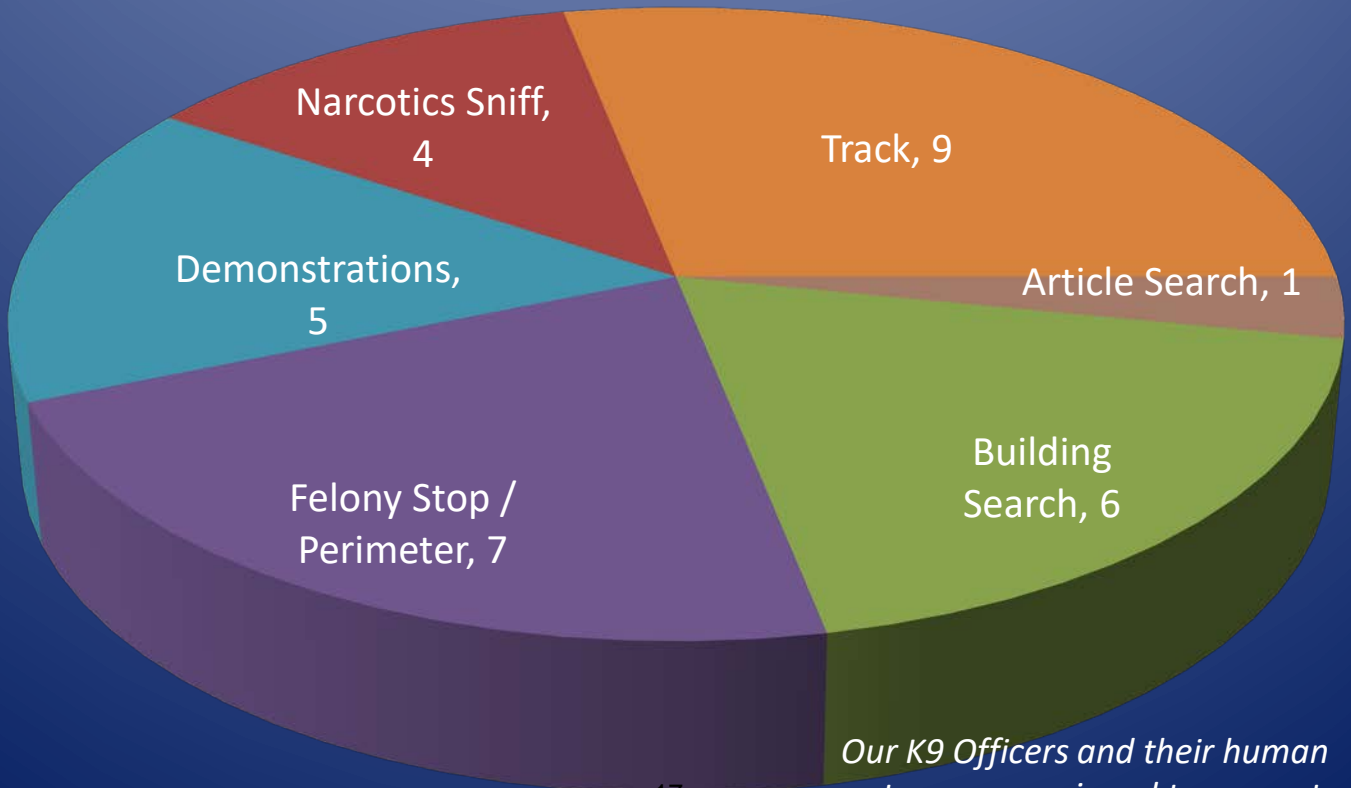 Narcotics Sniff,
4
Track, 9
Demonstrations,
5
Article Search, 1
Building
Search, 6
Felony Stop /
Perimeter, 7
Our K9 Officers and their human